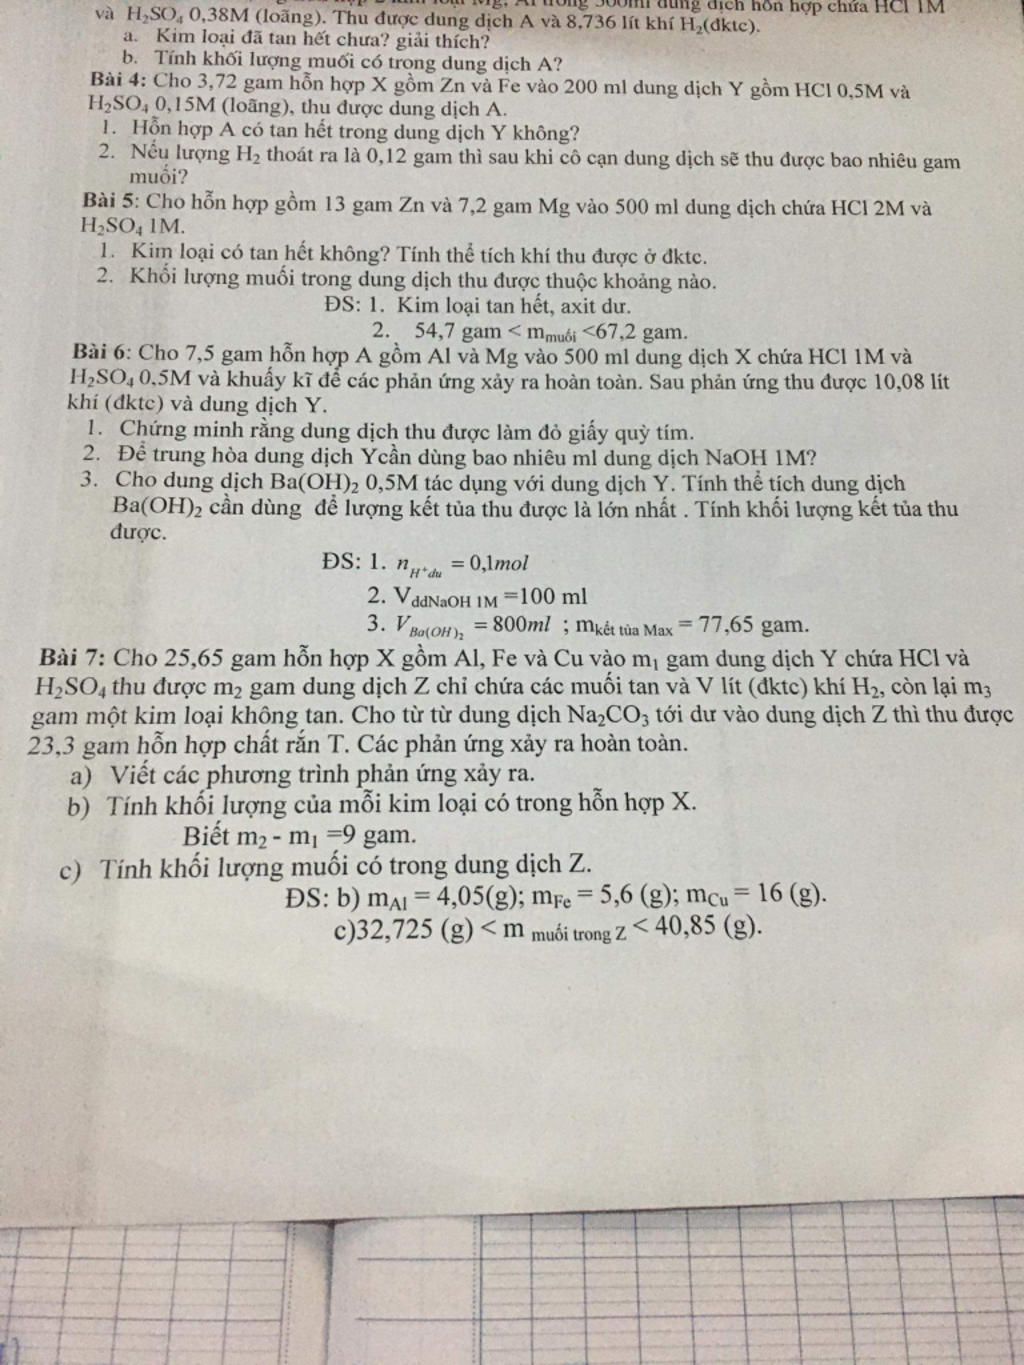 500ml dung dịch hỗn hợp chứa HCl 1M
và H₂SO₄ 0,38M (loãng). Thu được dung dịch A và 8,736 lít khí H₂(đktc).
a. Kim loại đã tan hết chưa? giải thích?
b. Tính khối lượng muối có trong dung dịch A?
Bài 4: Cho 3,72 gam hỗn hợp X gồm Zn và Fe vào 200 ml dung dịch Y gồm HCl 0,5M và
H₂SO₄ 0,15M (loãng), thu được dung dịch A.
1. Hỗn hợp A có tan hết trong dung dịch Y không?
2. Nếu lượng H₂ thoát ra là 0,12 gam thì sau khi cô cạn dung dịch sẽ thu được bao nhiêu gam
muối?
Bài 5: Cho hỗn hợp gồm 13 gam Zn và 7,2 gam Mg vào 500 ml dung dịch chứa HCl 2M và
H₂SO₄ 1M.
1. Kim loại có tan hết không? Tính thể tích khí thu được ở đktc.
2. Khối lượng muối trong dung dịch thu được thuộc khoảng nào.
ĐS: 1. Kim loại tan hết, axit dư.
2. 54,7 gam < m muối <67,2 gam.
Bài 6: Cho 7,5 gam hỗn hợp A gồm Al và Mg vào 500 ml dung dịch X chứa HCl 1M và
H₂SO₄ 0,5M và khuấy kĩ để các phản ứng xảy ra hoàn toàn. Sau phản ứng thu được 10,08 lít
khí (đktc) và dung dịch Y.
1. Chứng minh rằng dung dịch thu được làm đỏ giấy quỳ tím.
2. Để trung hòa dung dịch Ycần dùng bao nhiêu ml dung dịch NaOH 1M?
3. Cho dung dịch Ba(OH)₂ 0,5M tác dụng với dung dịch Y. Tính thể tích dung dịch
Ba(OH)₂ cần dùng để lượng kết tủa thu được là lớn nhất . Tính khối lượng kết tủa thu
được.
ĐS: 1. n H⁺ du = 0,1mol
2. V ddNaOH 1M =100 ml
3. V Ba(OH)₂ = 800ml ; m kết tủa Max = 77,65 gam.
Bài 7: Cho 25,65 gam hỗn hợp X gồm Al, Fe và Cu vào m₁ gam dung dịch Y chứa HCl và
H₂SO₄ thu được m₂ gam dung dịch Z chỉ chứa các muối tan và V lít (đktc) khí H₂, còn lại m₃
gam một kim loại không tan. Cho từ từ dung dịch Na₂CO₃ tới dư vào dung dịch Z thì thu được
23,3 gam hỗn hợp chất rắn T. Các phản ứng xảy ra hoàn toàn.
a) Viết các phương trình phản ứng xảy ra.
b) Tính khối lượng của mỗi kim loại có trong hỗn hợp X.
Biết m₂ - m₁ =9 gam.
c) Tính khối lượng muối có trong dung dịch Z.
ĐS: b) m Al = 4,05(g); m Fe = 5,6 (g); m Cu = 16 (g).
c)32,725 (g) < m muối trong Z < 40,85 (g).